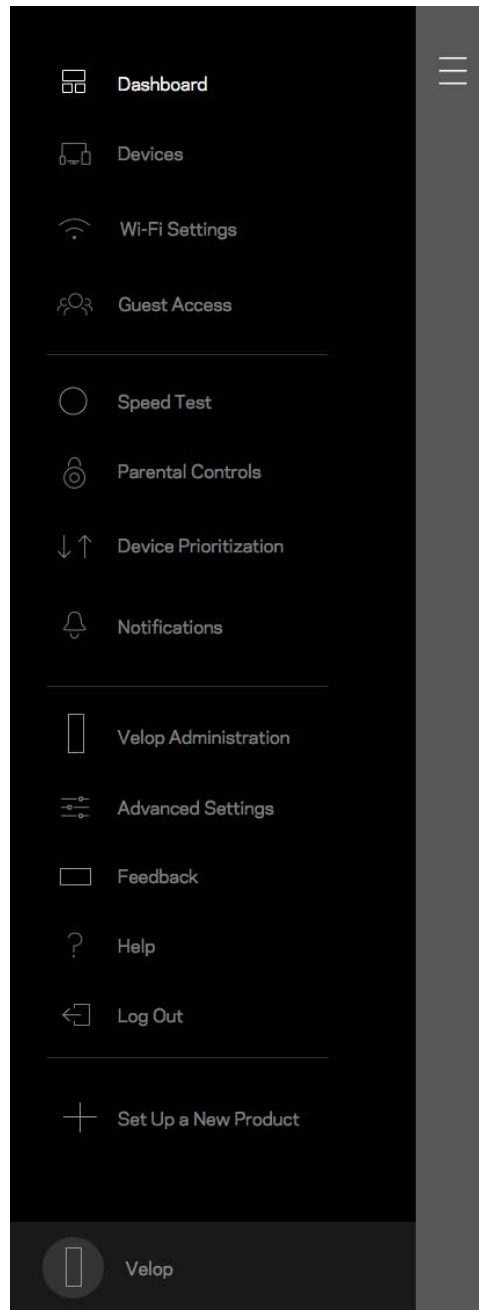 Dashboard
Devices
Wi-Fi Settings
Guest Access
Speed Test
Parental Controls
Device Prioritization
Notifications
Velop Administration
Advanced Settings
Feedback
? Help
Log Out
Set Up a New Product
Velop